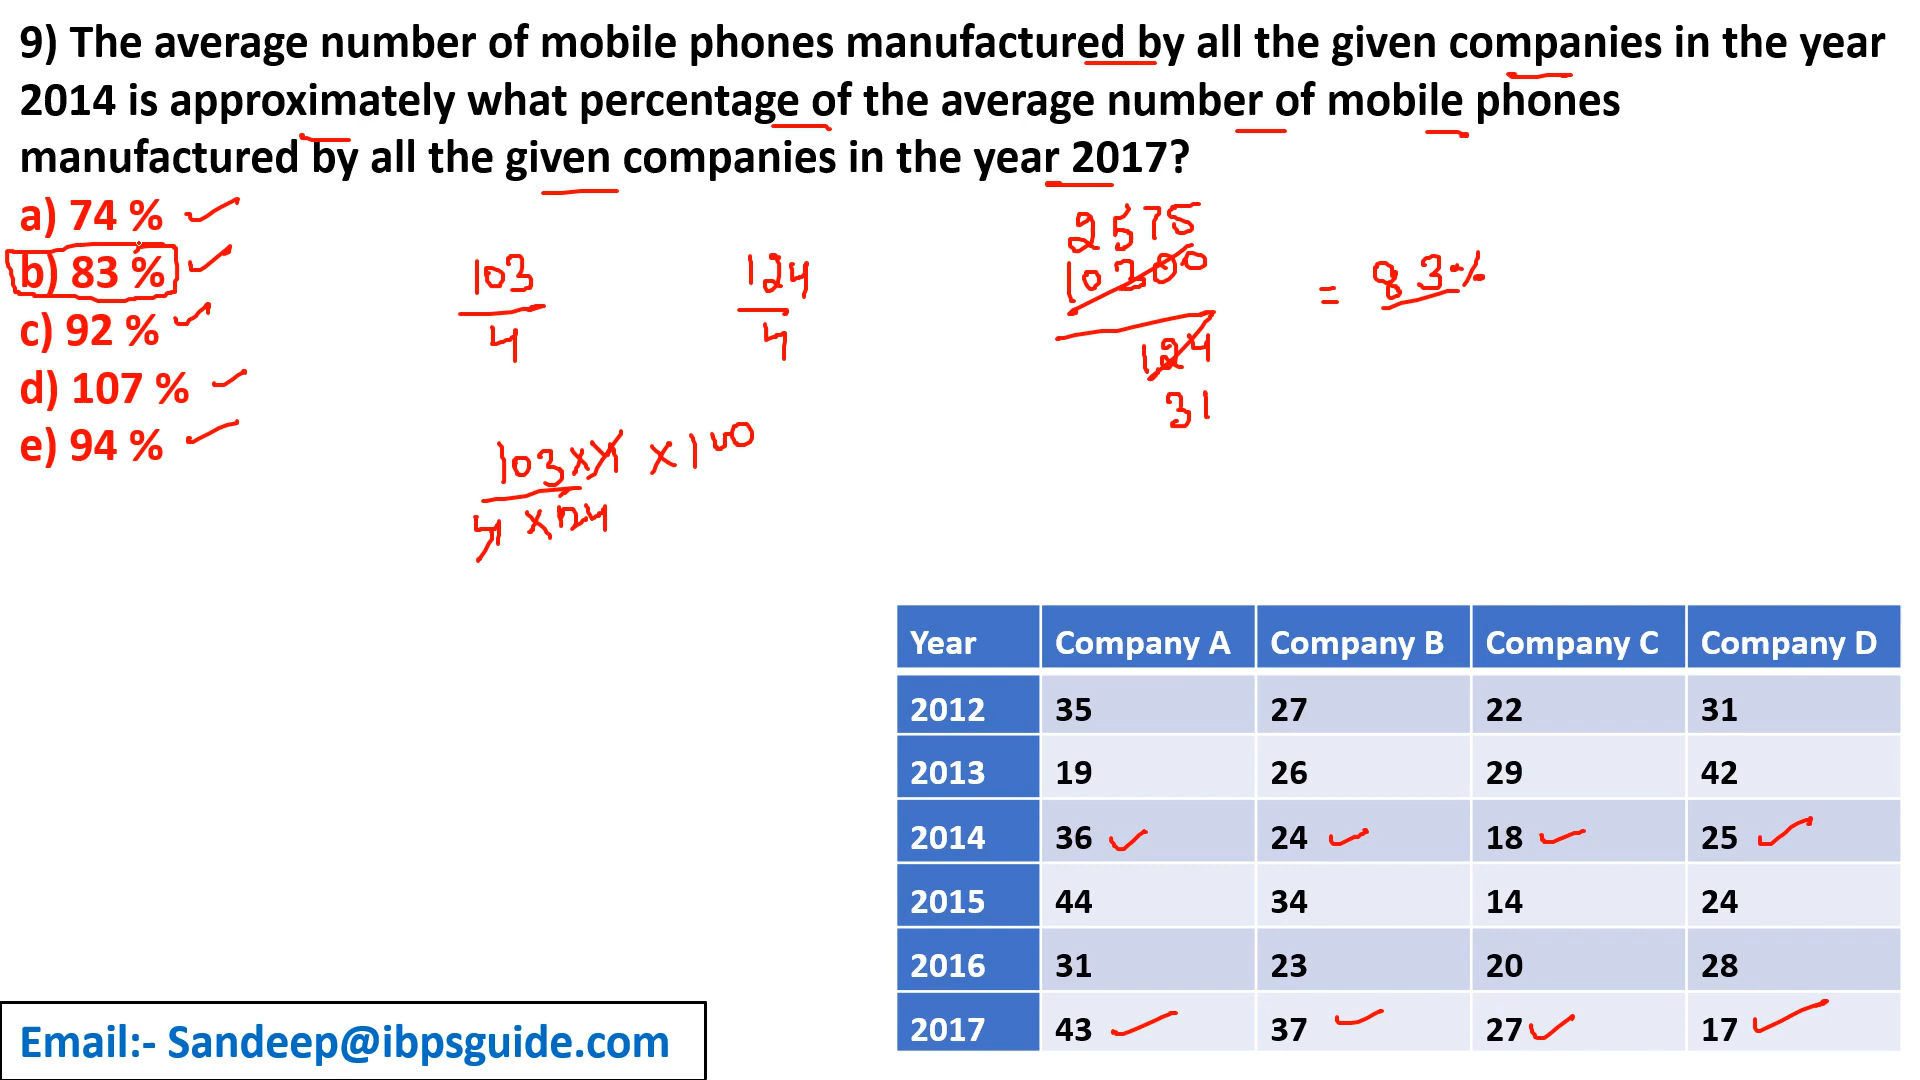 9) The average number of mobile phones manufactured by all the given companies in the year
2014 is approximately what percentage of the average number of mobile phones
manufactured by all the given companies in the year 2017?
a) 74 %
b) 83 %
c) 92 %
d) 107 %
e) 94 %
103
4
124
4
2575
10300
124
31
= 83%
103 × 4 × 100
4 × 124
Year Company A Company B Company C Company D
2012 35 27 22 31
2013 19 26 29 42
2014 36 24 18 25
2015 44 34 14 24
2016 31 23 20 28
2017 43 37 27 17
Email:- Sandeep@ibpsguide.com